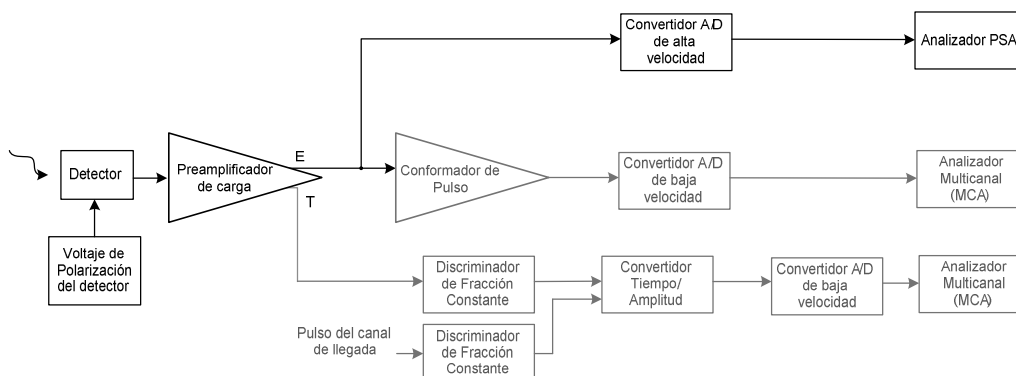 Convertidor A/D
de alta
velocidad
Analizador PSA
Detector
Preamplificador
de carga
E
T
Conformador de
Pulso
Convertidor A/D
de baja
velocidad
Analizador
Multicanal
(MCA)
Voltaje de
Polarización
del detector
Discriminador
de Fracción
Constante
Convertidor
Tiempo/
Amplitud
Convertidor A/D
de baja
velocidad
Analizador
Multicanal
(MCA)
Pulso del canal
de llegada
Discriminador
de Fracción
Constante